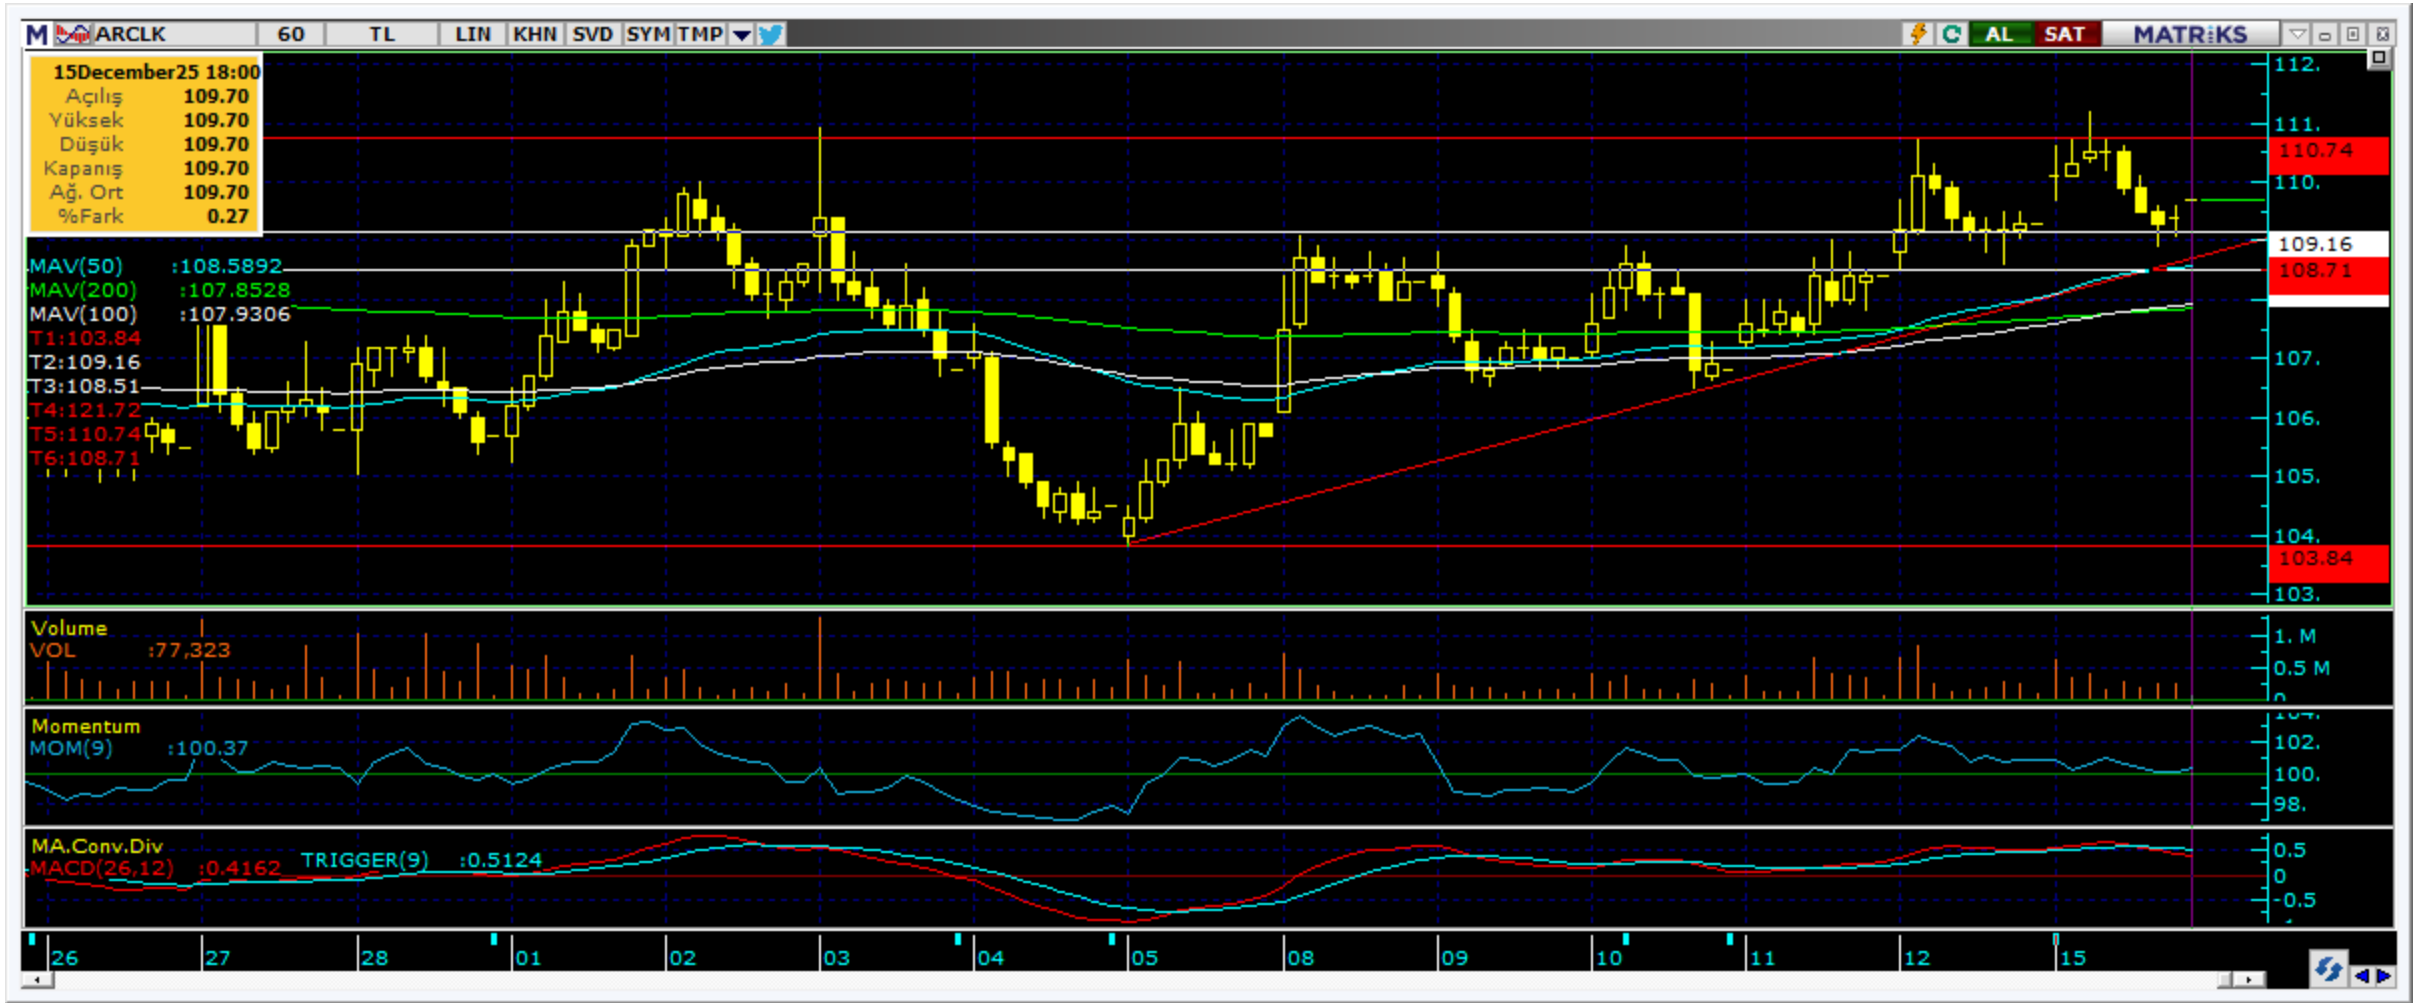 M ARCLK 60 TL LIN KHN SVD SYM TMP AL SAT MATRiKS
15December25 18:00
Açılış 109.70
Yüksek 109.70
Düşük 109.70
Kapanış 109.70
Ağ. Ort 109.70
%Fark 0.27
MAV(50) :108.5892
MAV(200) :107.8528
MAV(100) :107.9306
T1:103.84
T2:109.16
T3:108.51
T4:121.72
T5:110.74
T6:108.71
112.
111.
110.74
110.
109.16
108.71
107.
106.
105.
104.
103.84
103.
Volume
VOL :77,323
1. M
0.5 M
0
Momentum
MOM(9) :100.37
104.
102.
100.
98.
MA.Conv.Div
MACD(26,12) :0.4162 TRIGGER(9) :0.5124
0.5
0
-0.5
26 27 28 01 02 03 04 05 08 09 10 11 12 15